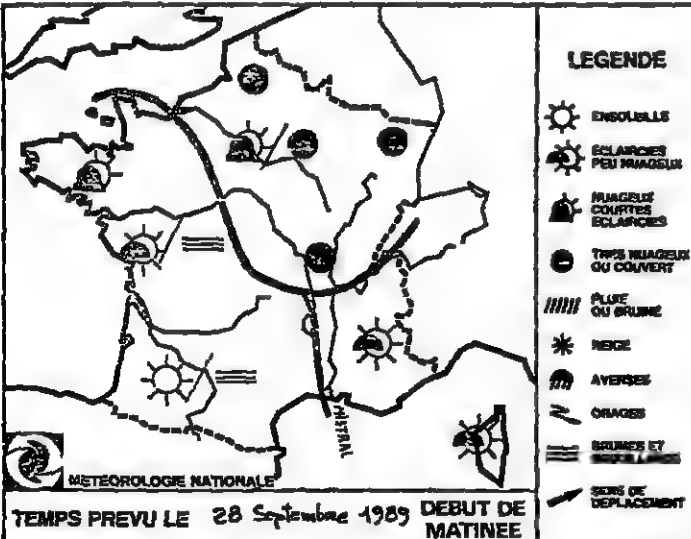 LEGENDE
ENSOLEILLE
ECLAIRCIES
PEU NUAGEUX
NUAGEUX
COURTES
ECLAIRCIES
TRES NUAGEUX
OU COUVERT
PLUIE
OU BRUINE
NEIGE
AVERSES
ORAGES
BRUMES ET
SENS DE
DEPLACEMENT
MISTRAL
METEOROLOGIE NATIONALE
TEMPS PREVU LE 28 Septembre 1989 DEBUT DE
MATINEE